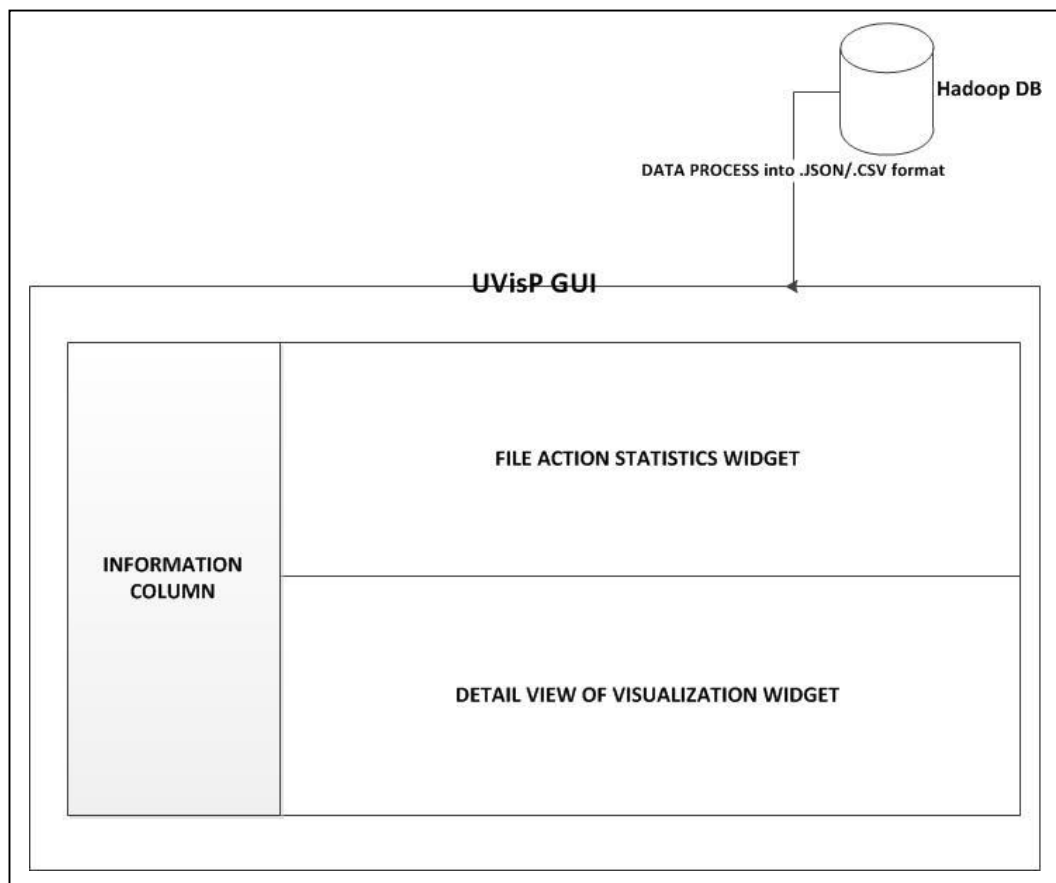 Hadoop DB
DATA PROCESS into .JSON/.CSV format
UVisP GUI
FILE ACTION STATISTICS WIDGET
INFORMATION
COLUMN
DETAIL VIEW OF VISUALIZATION WIDGET